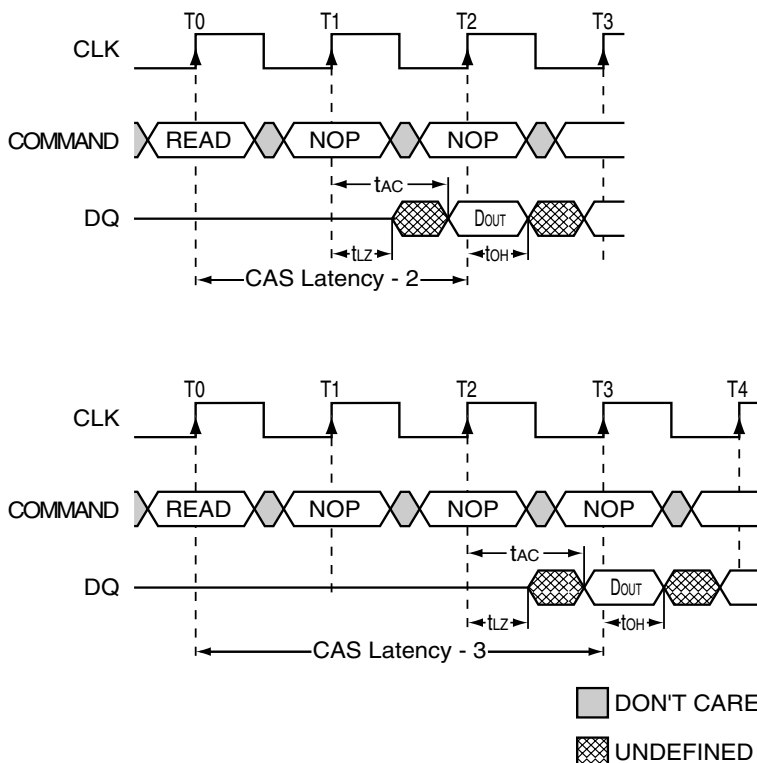 T0 T1 T2 T3
CLK
COMMAND READ NOP NOP
tAC
DQ DOUT
tLZ tOH
CAS Latency - 2
T0 T1 T2 T3 T4
CLK
COMMAND READ NOP NOP NOP
tAC
DQ DOUT
tLZ tOH
CAS Latency - 3
DON'T CARE
UNDEFINED